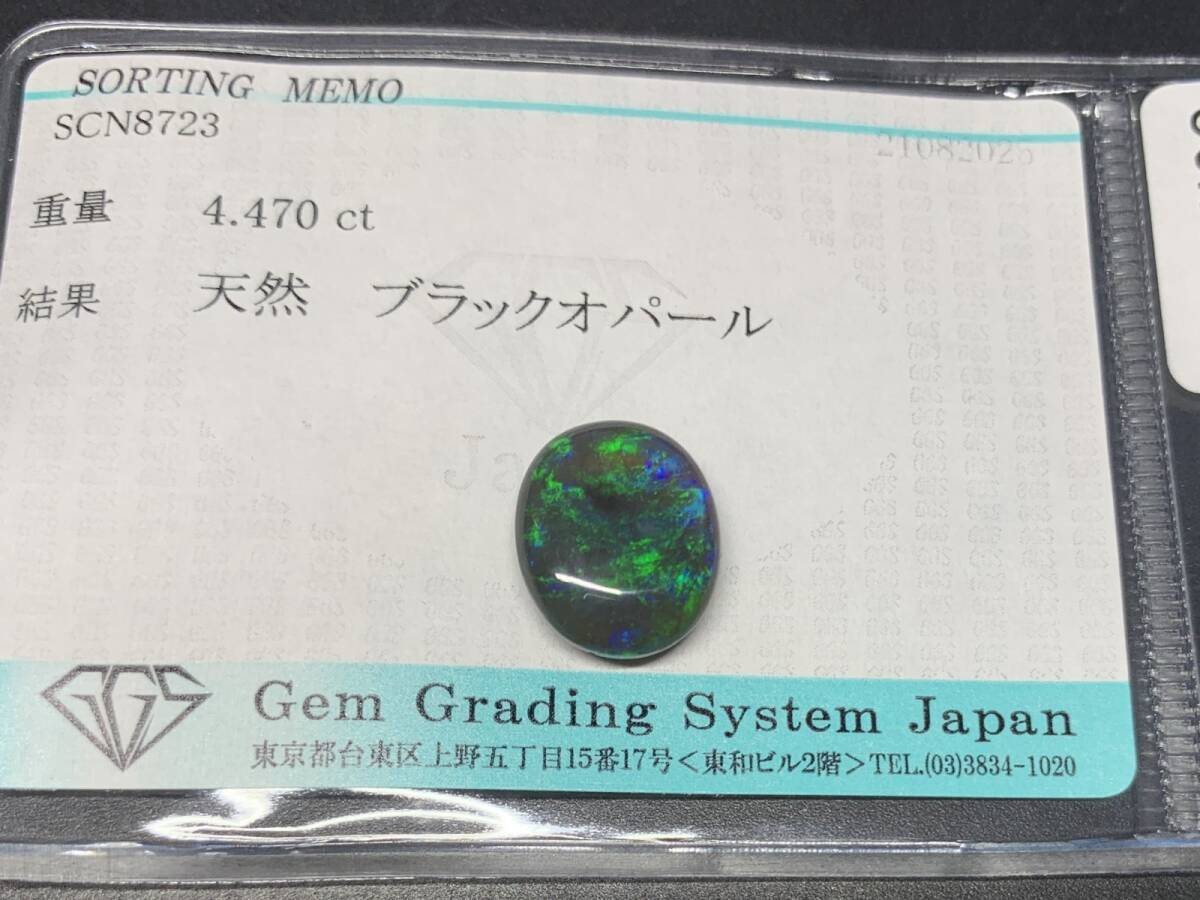 SORTING MEMO
SCN8723
21082025
重量 4.470 ct
結果 天然 ブラックオパール
GGS
Gem Grading System Japan
東京都台東区上野五丁目15番17号<東和ビル2階>TEL.(03)3834-1020